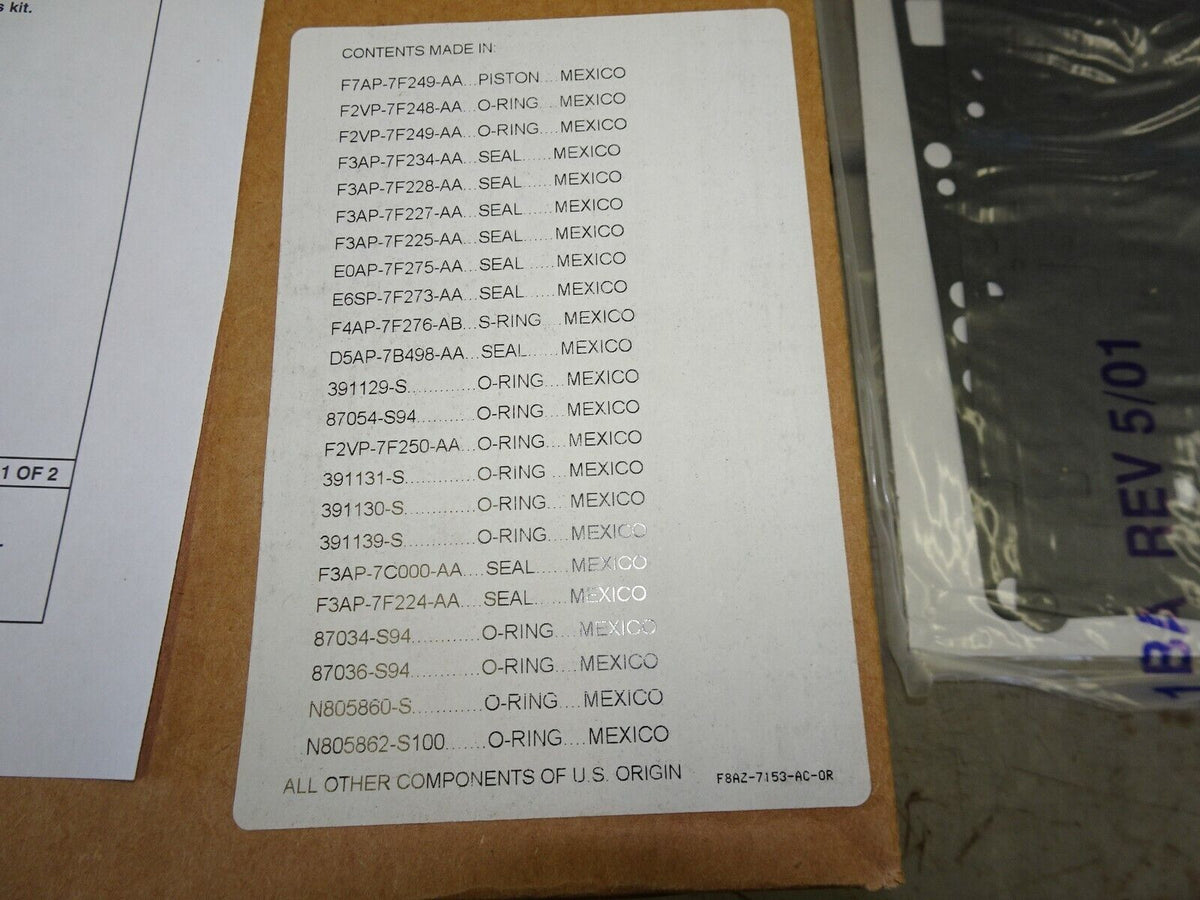 s kit.
1 OF 2
CONTENTS MADE IN:
F7AP-7F249-AA...PISTON....MEXICO
F2VP-7F248-AA...O-RING....MEXICO
F2VP-7F249-AA...O-RING....MEXICO
F3AP-7F234-AA...SEAL......MEXICO
F3AP-7F228-AA...SEAL......MEXICO
F3AP-7F227-AA...SEAL......MEXICO
F3AP-7F225-AA...SEAL......MEXICO
E0AP-7F275-AA...SEAL......MEXICO
E6SP-7F273-AA...SEAL......MEXICO
F4AP-7F276-AB...S-RING....MEXICO
D5AP-7B498-AA...SEAL......MEXICO
391129-S............O-RING....MEXICO
87054-S94...........O-RING....MEXICO
F2VP-7F250-AA...O-RING....MEXICO
391131-S............O-RING....MEXICO
391130-S............O-RING....MEXICO
391139-S............O-RING....MEXICO
F3AP-7C000-AA....SEAL......MEXICO
F3AP-7F224-AA....SEAL......MEXICO
87034-S94............O-RING....MEXICO
87036-S94............O-RING....MEXICO
N805860-S............O-RING....MEXICO
N805862-S100.......O-RING....MEXICO
ALL OTHER COMPONENTS OF U.S. ORIGIN
F8AZ-7153-AC-OR
1BA REV 5/01